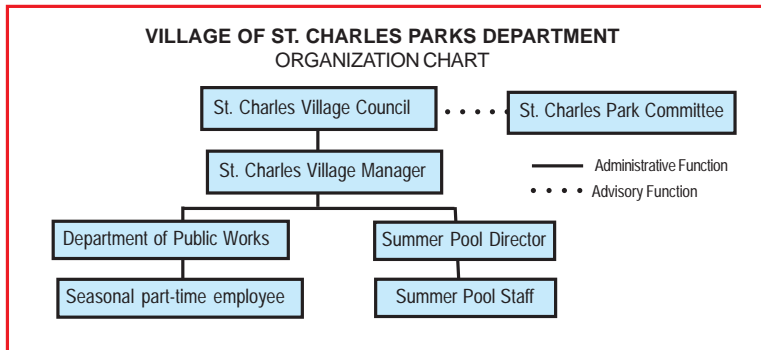 VILLAGE OF ST. CHARLES PARKS DEPARTMENT
ORGANIZATION CHART
St. Charles Village Council
St. Charles Park Committee
St. Charles Village Manager
Administrative Function
Advisory Function
Department of Public Works
Summer Pool Director
Seasonal part-time employee
Summer Pool Staff